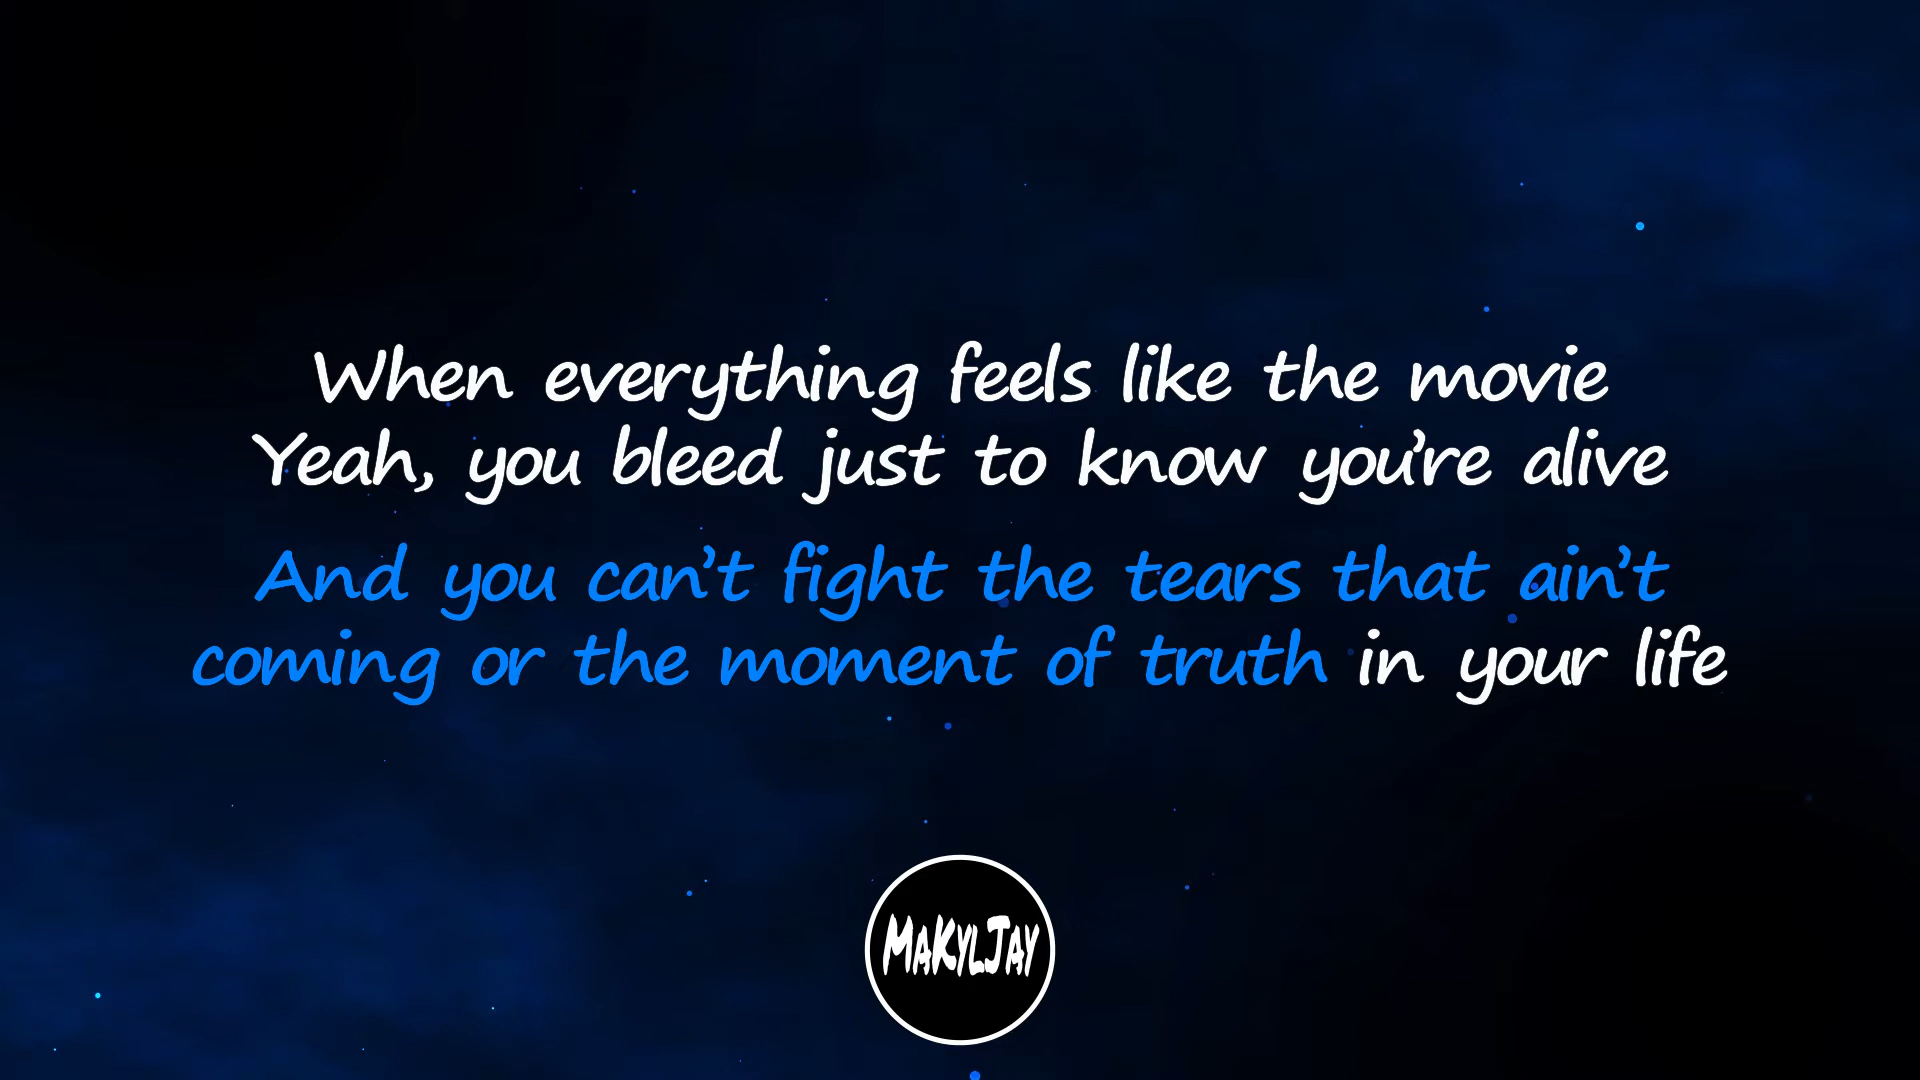 When everything feels like the movie
Yeah, you bleed just to know you’re alive
And you can’t fight the tears that ain’t
coming or the moment of truth in your life
MAKYLJAY